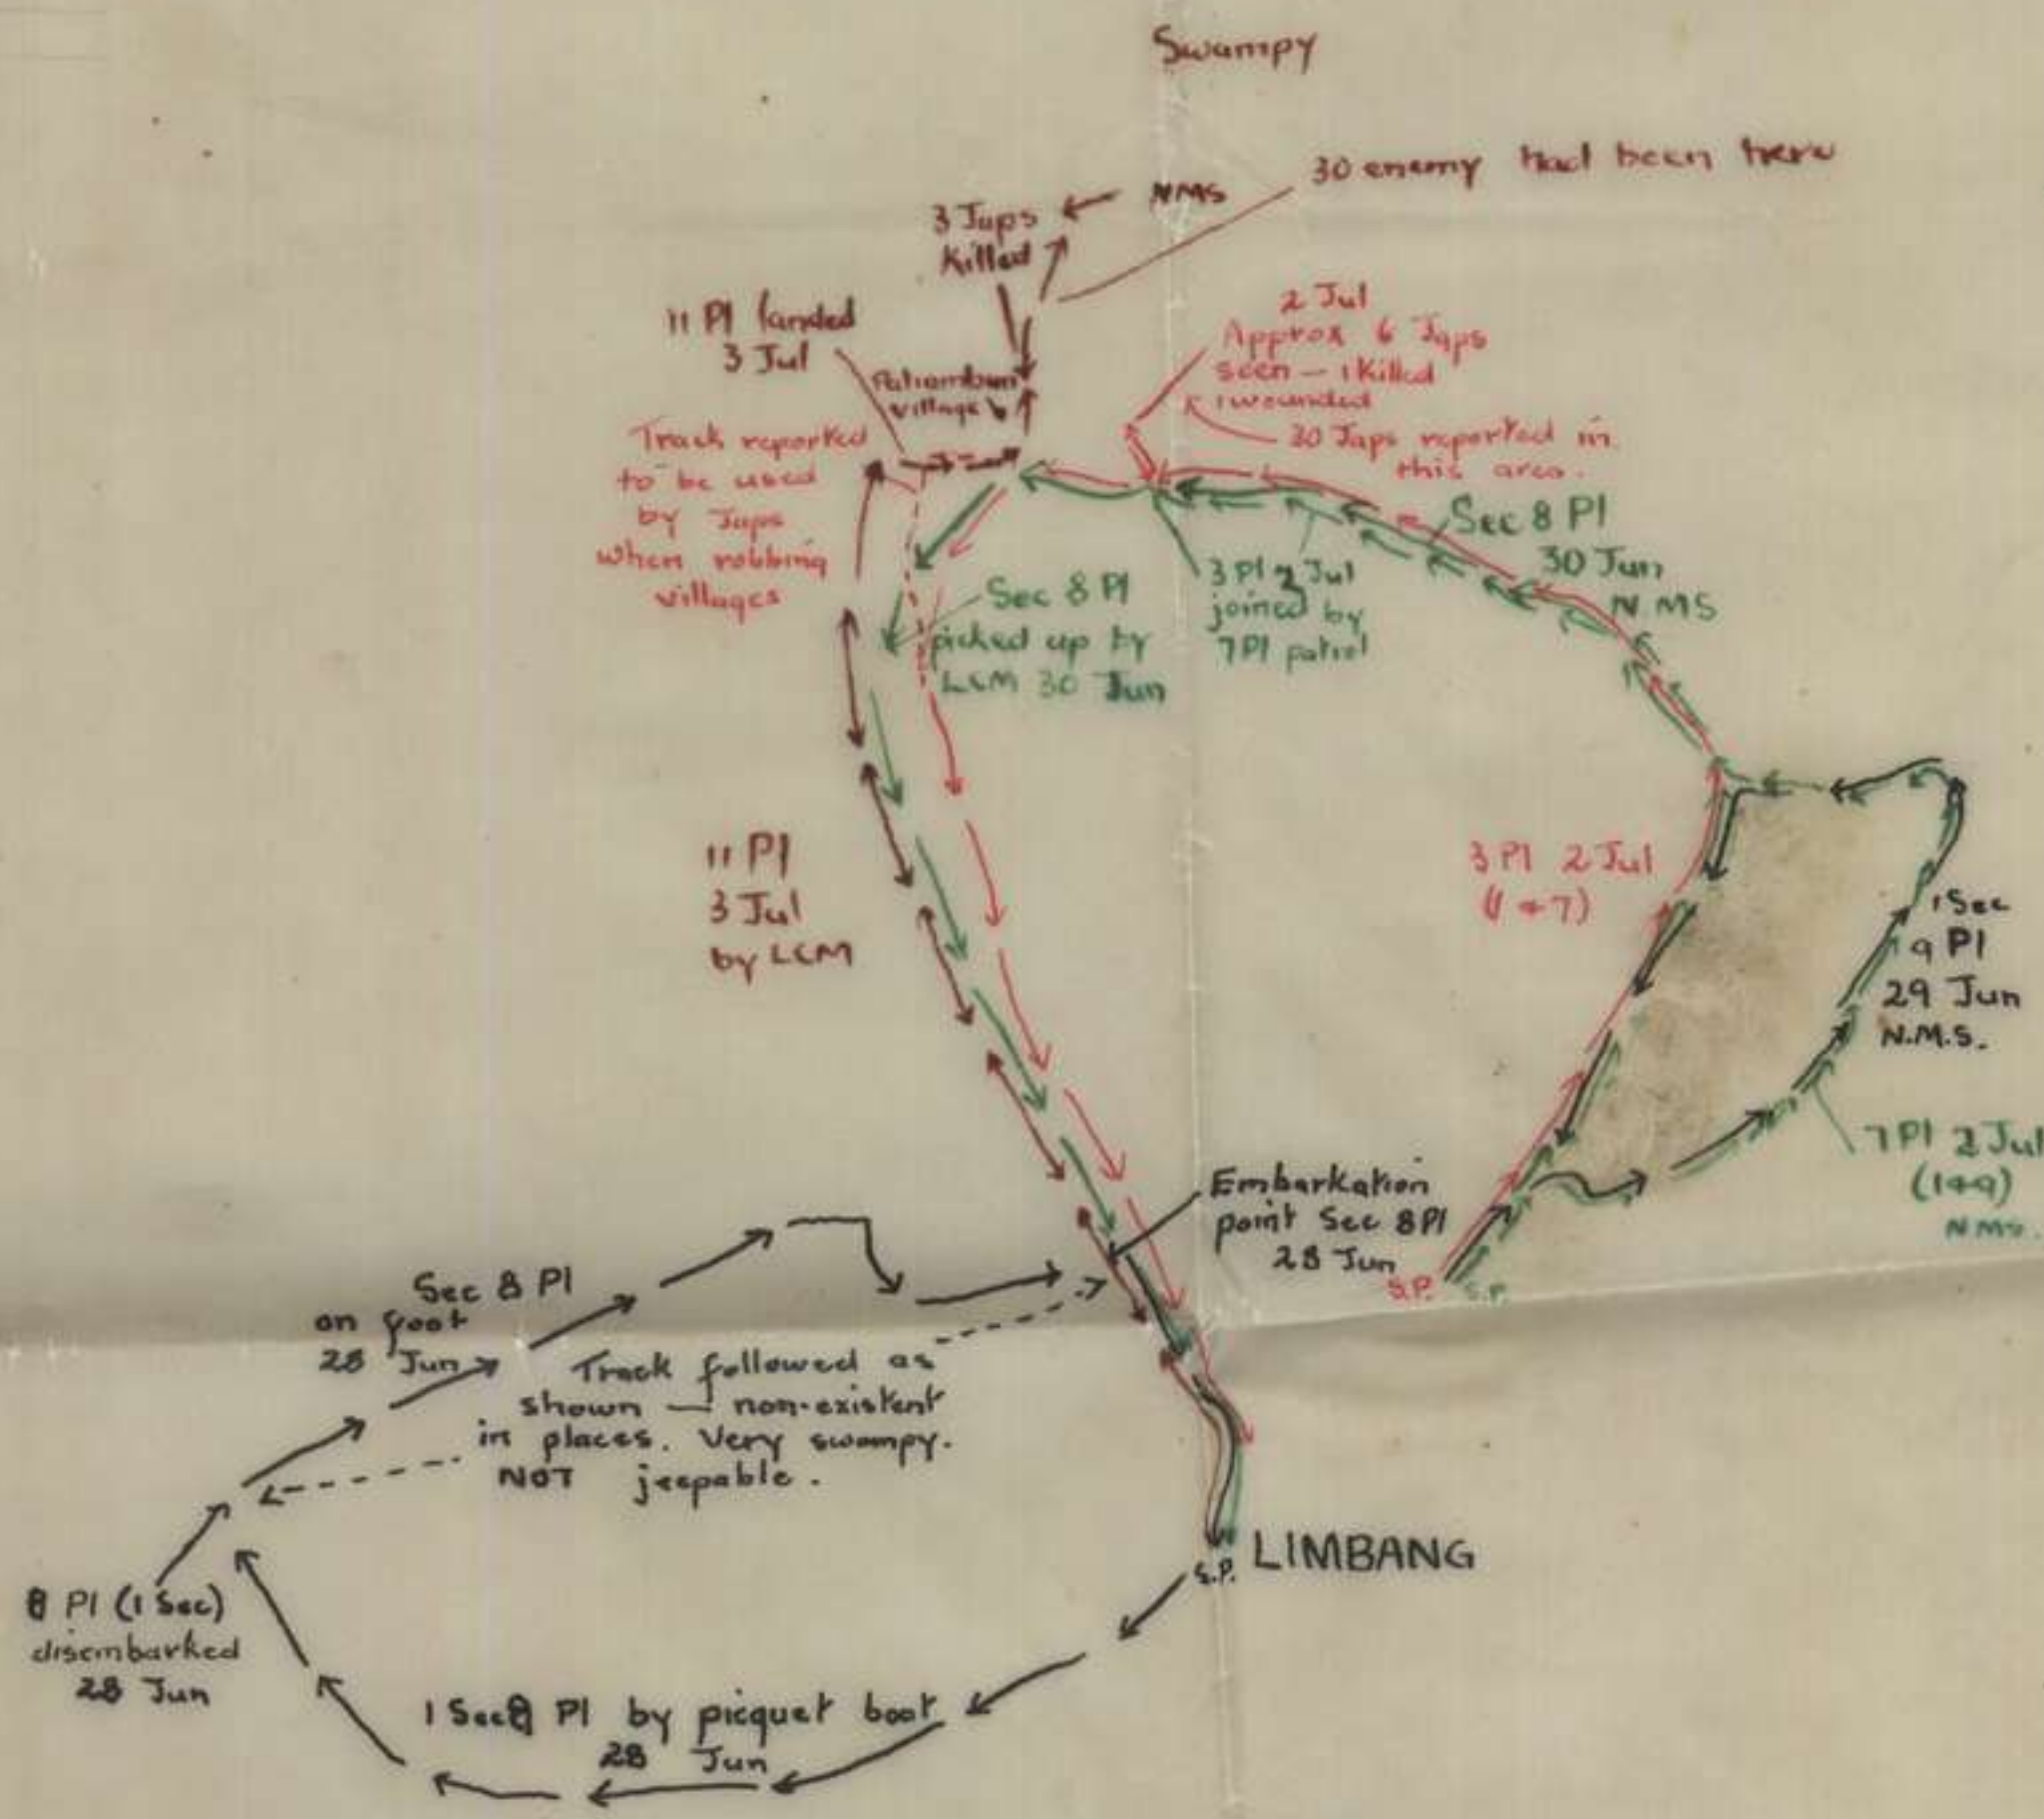 Swampy
30 enemy had been here
NMS
3 Japs
Killed
11 Pl landed
3 Jul
village
2 Jul
Approx 6 Japs
seen — 1 Killed
1 wounded
30 Japs reported in
this area.
Track reported
to be used
by Japs
when robbing
villages
Sec 8 Pl
30 Jun
NMS
3 Pl 2 Jul
joined by
7 Pl patrol
Sec 8 Pl
picked up by
LCM 30 Jun
11 Pl
3 Jul
by LCM
3 Pl 2 Jul
(1+7)
1 Sec
9 Pl
29 Jun
N.M.S.
7 Pl 2 Jul
(1+9)
NMS.
Embarkation
point Sec 8 Pl
28 Jun
S.P.
S.P.
Sec 8 Pl
on foot
28 Jun
Track followed as
shown — non-existent
in places. Very swampy.
NOT jeepable.
S.P. LIMBANG
8 Pl (1 Sec)
disembarked
28 Jun
1 Sec 8 Pl by picquet boat
28 Jun